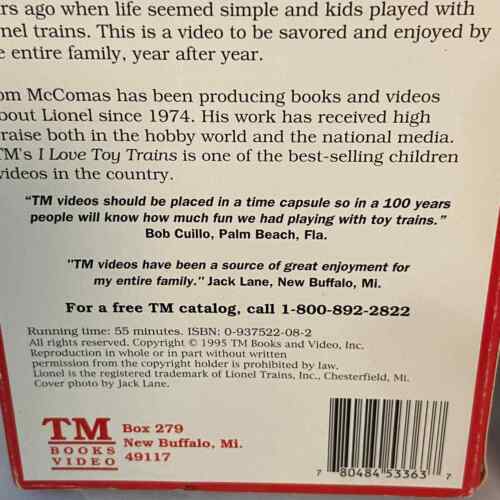 rs ago when life seemed simple and kids played with
nel trains. This is a video to be savored and enjoyed by
e entire family, year after year.
om McComas has been producing books and videos
bout Lionel since 1974. His work has received high
raise both in the hobby world and the national media.
TM's I Love Toy Trains is one of the best-selling children
videos in the country.
"TM videos should be placed in a time capsule so in a 100 years
people will know how much fun we had playing with toy trains."
Bob Cuillo, Palm Beach, Fla.
"TM videos have been a source of great enjoyment for
my entire family." Jack Lane, New Buffalo, Mi.
For a free TM catalog, call 1-800-892-2822
Running time: 55 minutes. ISBN: 0-937522-08-2
All rights reserved. Copyright © 1995 TM Books and Video, Inc.
Reproduction in whole or in part without written
permission from the copyright holder is prohibited by law.
Lionel is the registered trademark of Lionel Trains, Inc., Chesterfield, Mi.
Cover photo by Jack Lane.
TM
BOOKS
VIDEO
Box 279
New Buffalo, Mi.
49117
7 80484 53363 7